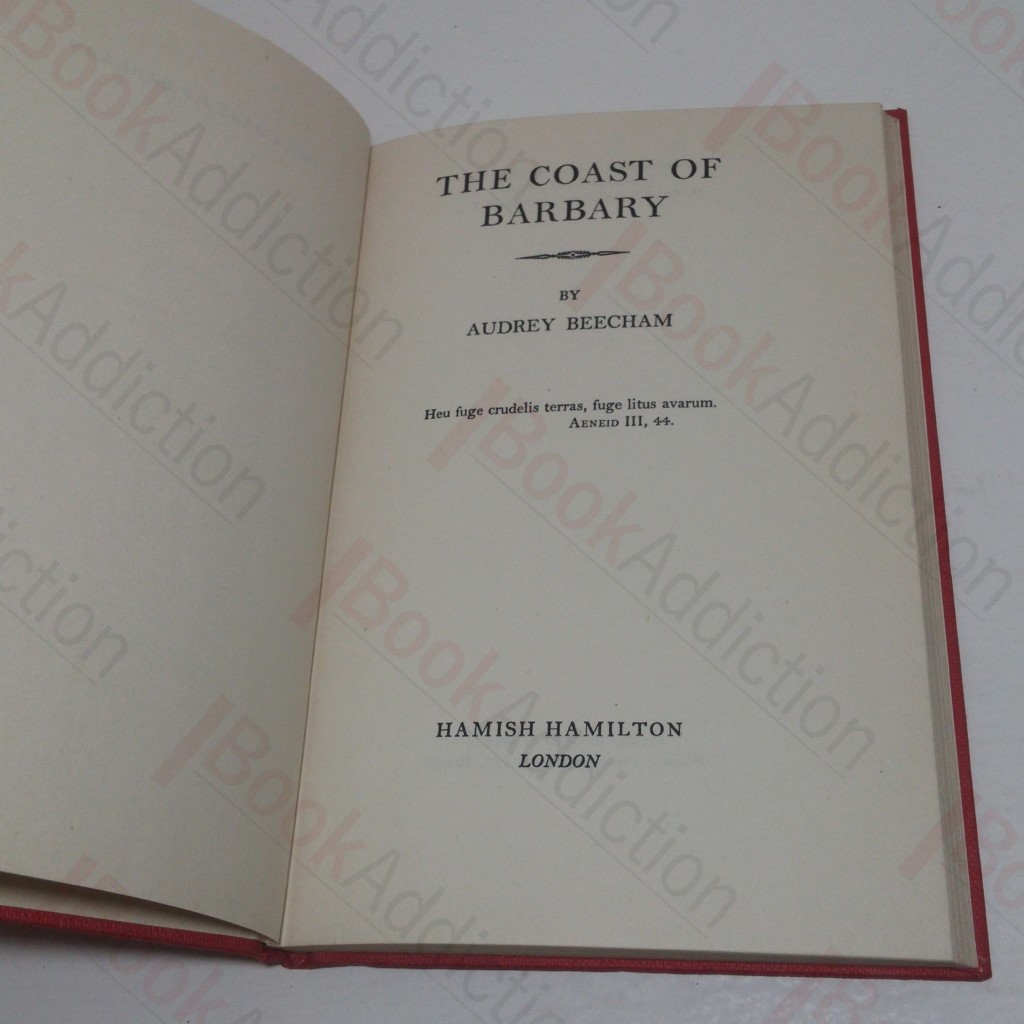 THE COAST OF
BARBARY
BY
AUDREY BEECHAM
Heu fuge crudelis terras, fuge litus avarum.
AENEID III, 44.
HAMISH HAMILTON
LONDON
BookAddiction